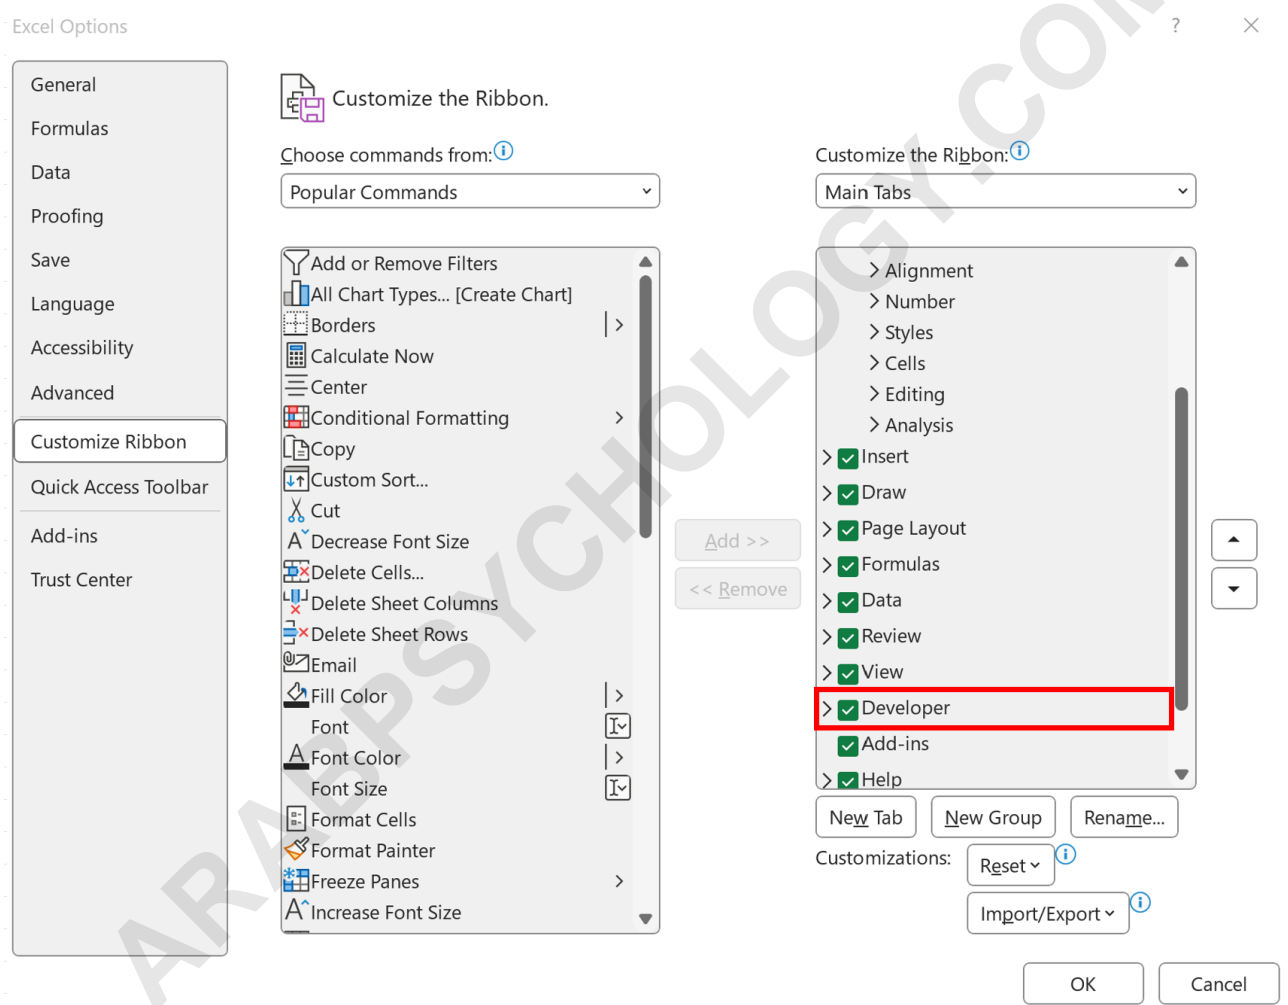 Excel Options
?
General
Formulas
Data
Proofing
Save
Language
Accessibility
Advanced
Customize Ribbon
Quick Access Toolbar
Add-ins
Trust Center
Customize the Ribbon.
Choose commands from:
Popular Commands
Add or Remove Filters
All Chart Types... [Create Chart]
Borders
Calculate Now
Center
Conditional Formatting
Copy
Custom Sort...
Cut
Decrease Font Size
Delete Cells...
Delete Sheet Columns
Delete Sheet Rows
Email
Fill Color
Font
Font Color
Font Size
Format Cells
Format Painter
Freeze Panes
Increase Font Size
Add >>
<< Remove
Customize the Ribbon:
Main Tabs
Alignment
Number
Styles
Cells
Editing
Analysis
Insert
Draw
Page Layout
Formulas
Data
Review
View
Developer
Add-ins
Help
New Tab
New Group
Rename...
Customizations:
Reset
Import/Export
OK
Cancel
ARABPSYCHOLOGY.COM